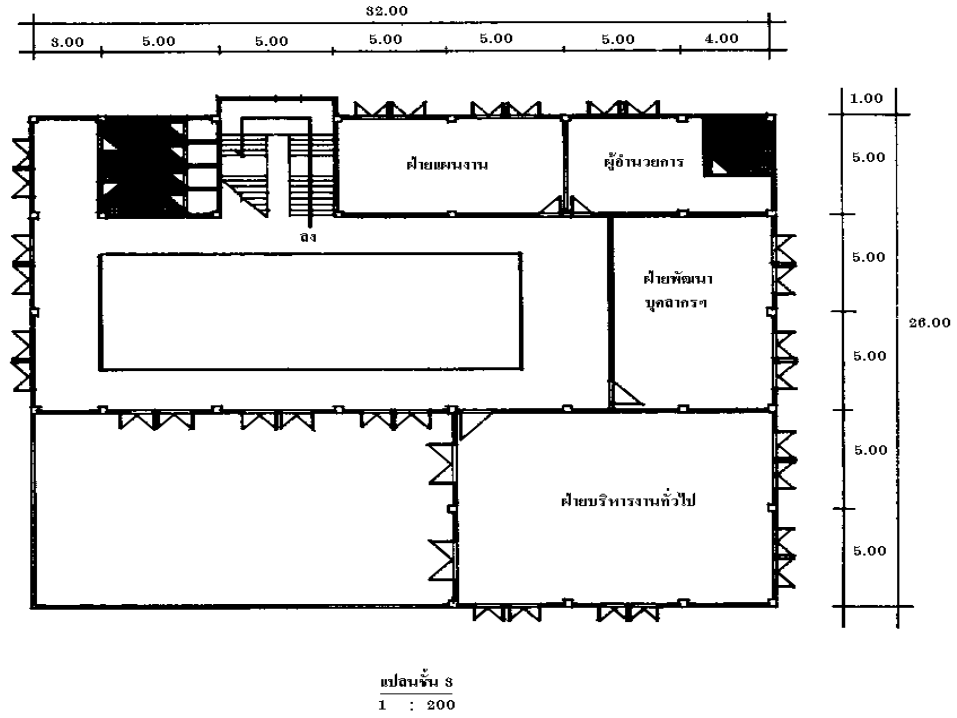 32.00
3.00 5.00 5.00 5.00 5.00 5.00 4.00
1.00
5.00
ฝ่ายแผนงาน
ผู้อำนวยการ
ลง
5.00
ฝ่ายพัฒนา
บุคลากรฯ
26.00
5.00
5.00
ฝ่ายบริหารงานทั่วไป
5.00
แปลนชั้น 3
1 : 200